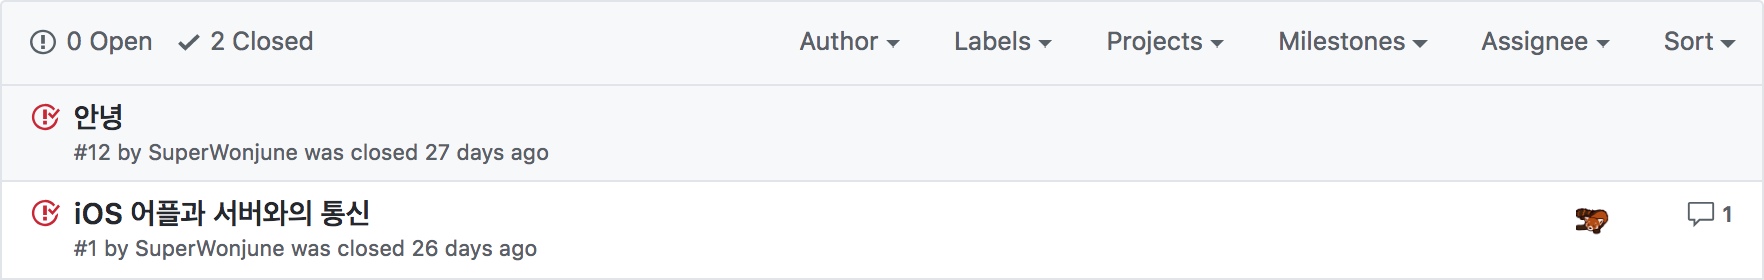 0 Open 2 Closed Author Labels Projects Milestones Assignee Sort
안녕
#12 by SuperWonjune was closed 27 days ago
iOS 어플과 서버와의 통신 1
#1 by SuperWonjune was closed 26 days ago